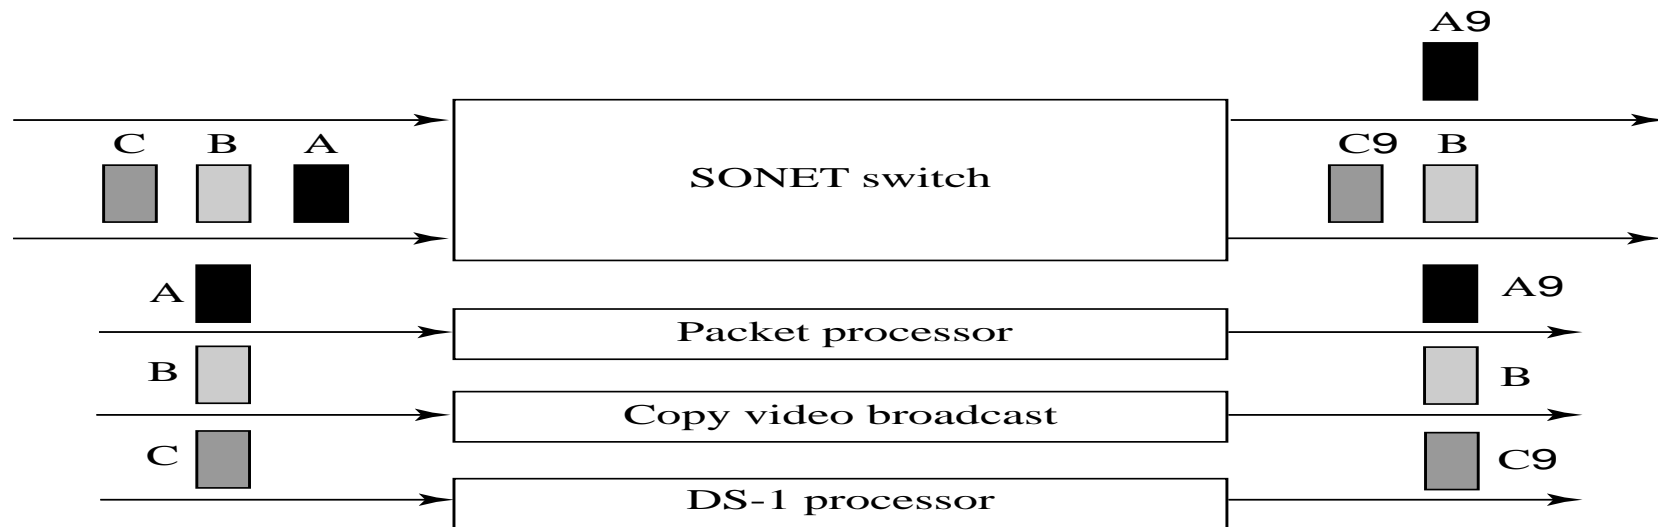 A9
C B A
C9 B
SONET switch
A
A9
Packet processor
B
B
Copy video broadcast
C
C9
DS-1 processor